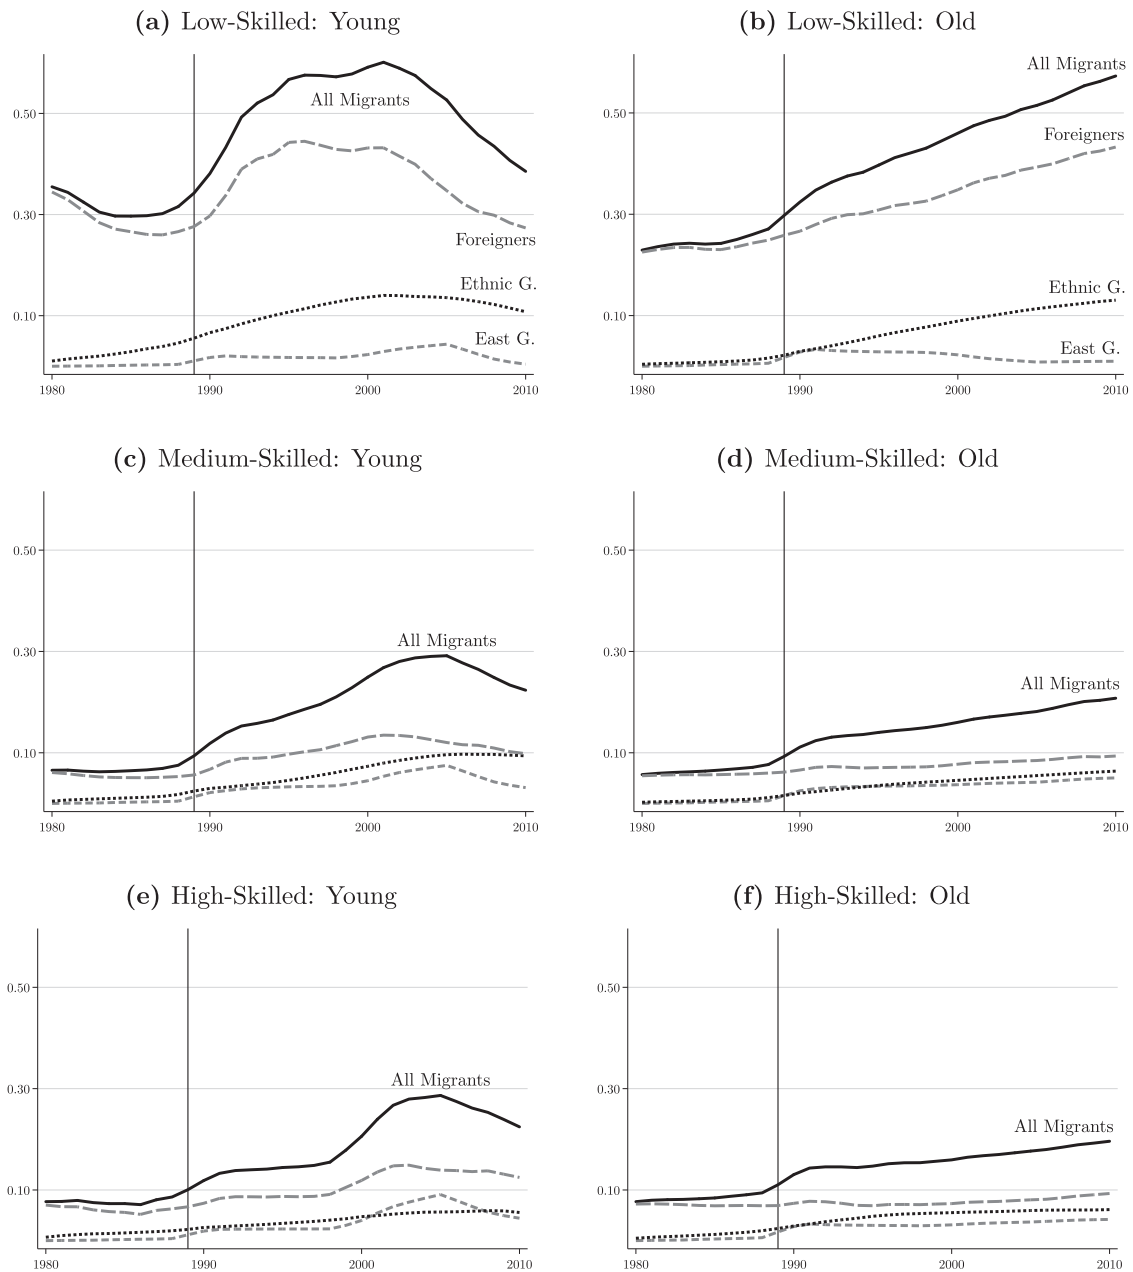 (a) Low-Skilled: Young
0.50
0.30
0.10
All Migrants
Foreigners
Ethnic G.
East G.
1980 1990 2000 2010
(b) Low-Skilled: Old
0.50
0.30
0.10
All Migrants
Foreigners
Ethnic G.
East G.
1980 1990 2000 2010
(c) Medium-Skilled: Young
0.50
0.30
0.10
All Migrants
1980 1990 2000 2010
(d) Medium-Skilled: Old
0.50
0.30
0.10
All Migrants
1980 1990 2000 2010
(e) High-Skilled: Young
0.50
0.30
0.10
All Migrants
1980 1990 2000 2010
(f) High-Skilled: Old
0.50
0.30
0.10
All Migrants
1980 1990 2000 2010